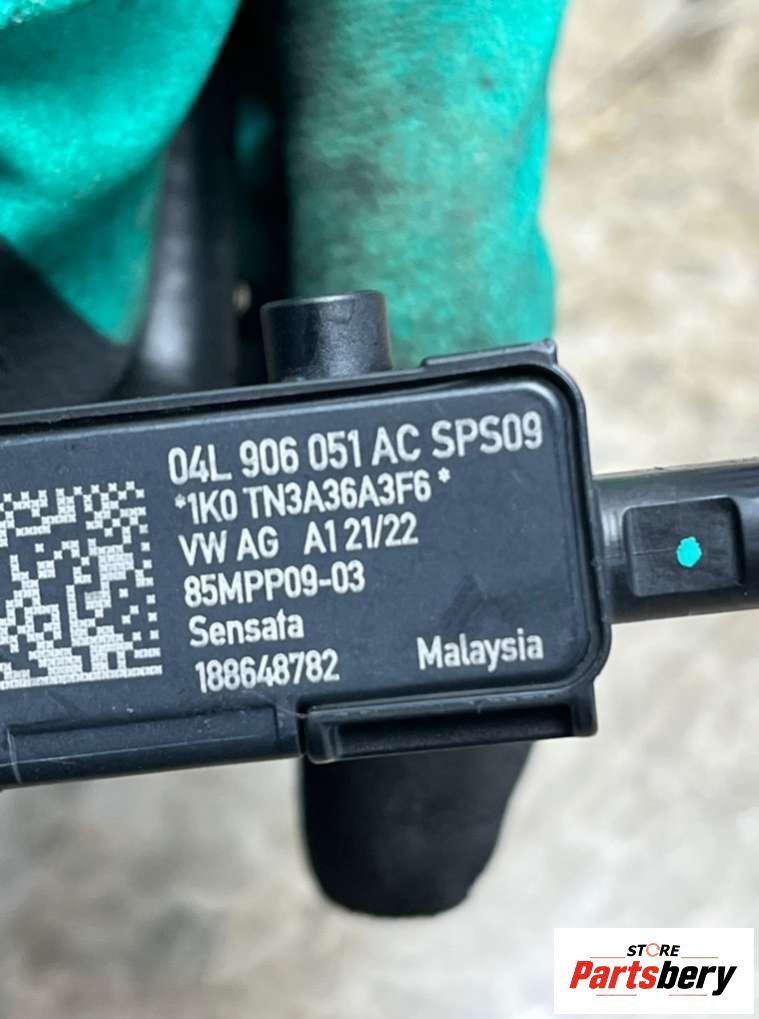 04L 906 051 AC SPS09
*1K0 TN3A36A3F6*
VW AG A1 21/22
85MPP09-03
Sensata
188648782 Malaysia
STORE
Partsbery